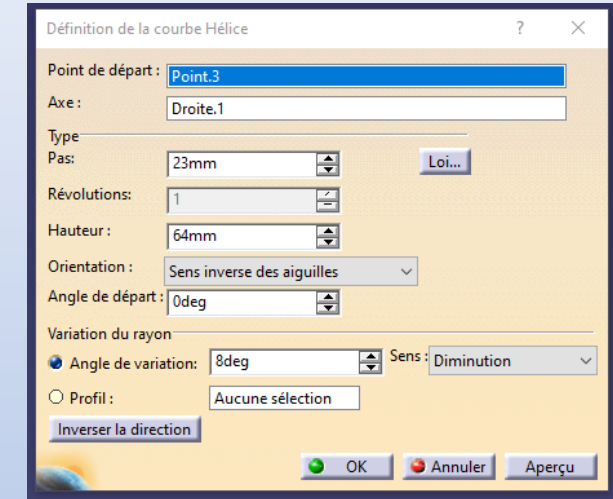 Définition de la courbe Hélice ?
Point de départ : Point.3
Axe : Droite.1
Type
Pas: 23mm Loi...
Révolutions: 1
Hauteur : 64mm
Orientation : Sens inverse des aiguilles
Angle de départ : 0deg
Variation du rayon
Angle de variation: 8deg Sens : Diminution
Profil : Aucune sélection
Inverser la direction
OK Annuler Aperçu